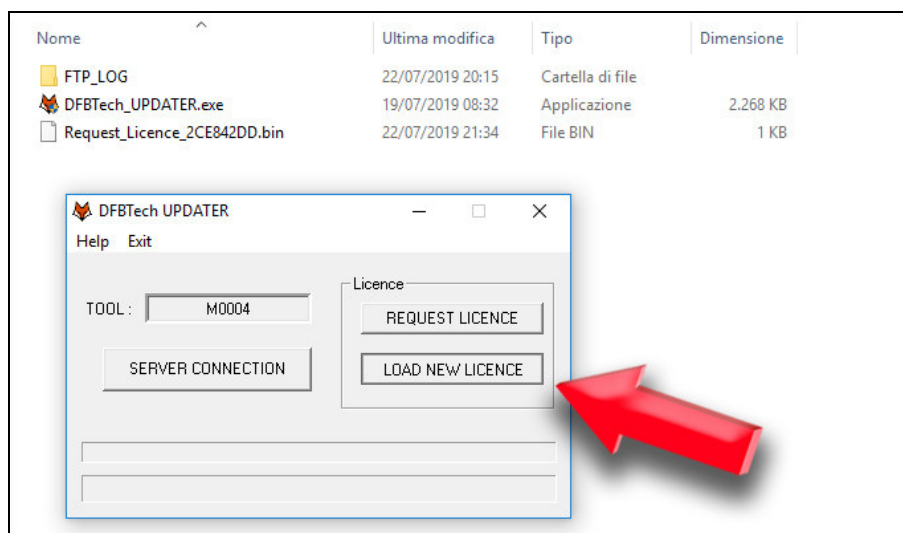 Nome Ultima modifica Tipo Dimensione
FTP_LOG 22/07/2019 20:15 Cartella di file
DFBTech_UPDATER.exe 19/07/2019 08:32 Applicazione 2.268 KB
Request_Licence_2CE842DD.bin 22/07/2019 21:34 File BIN 1 KB
DFBTech UPDATER
Help Exit
Licence
TOOL : M0004
REQUEST LICENCE
SERVER CONNECTION
LOAD NEW LICENCE